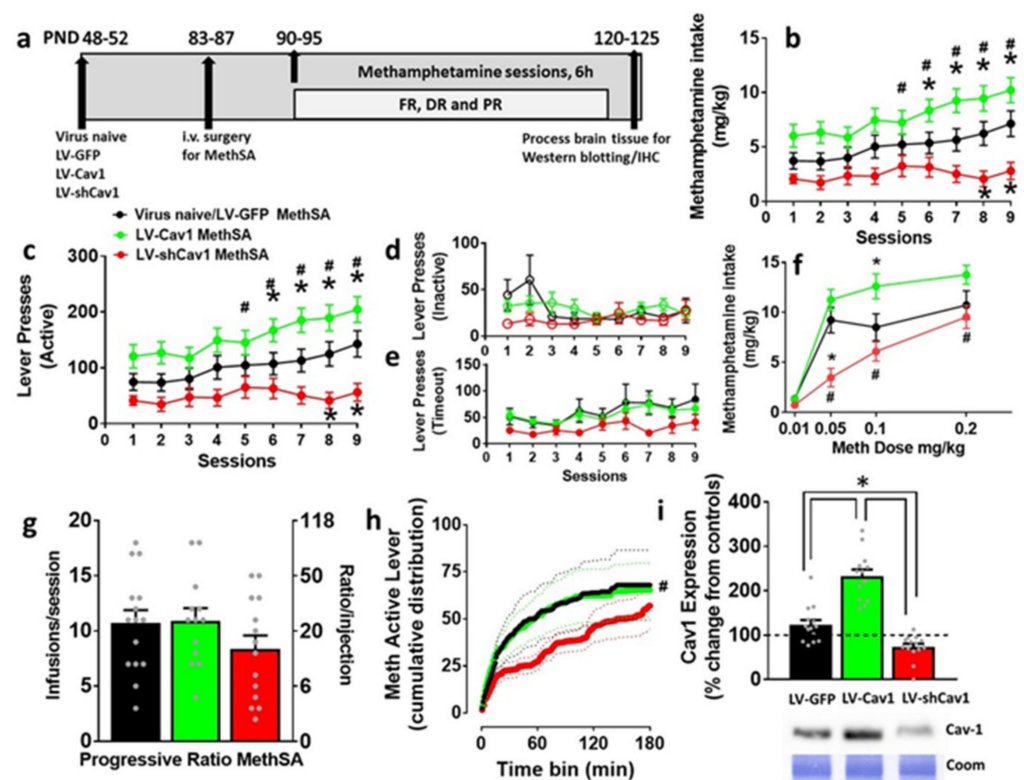 a
PND 48-52 83-87 90-95 120-125
Methamphetamine sessions, 6h
FR, DR and PR
Virus naive
LV-GFP
LV-Cav1
LV-shCav1
i.v. surgery
for MethSA
Process brain tissue for
Western blotting/IHC
b
Methamphetamine intake
(mg/kg)
15
10
5
0
# # # # #
* * * *
* *
0 1 2 3 4 5 6 7 8 9
Sessions
Virus naive/LV-GFP MethSA
LV-Cav1 MethSA
LV-shCav1 MethSA
c
Lever Presses
(Active)
300
200
100
0
# # # # #
* * * *
* *
0 1 2 3 4 5 6 7 8 9
Sessions
d
Lever Presses
(Inactive)
100
50
0
0 1 2 3 4 5 6 7 8 9
e
Lever Presses
(Timeout)
150
100
50
0
0 1 2 3 4 5 6 7 8 9
Sessions
f
Methamphetamine intake
(mg/kg)
15
10
5
0
*
*
# # #
0.01 0.05 0.1 0.2
Meth Dose mg/kg
g
Infusions/session
20
15
10
5
0
118
50
20
6
0
Ratio/injection
Progressive Ratio MethSA
h
Meth Active Lever
(cumulative distribution)
100
75
50
25
0
#
0 60 120 180
Time bin (min)
i
Cav1 Expression
(% change from controls)
400
300
200
100
0
*
LV-GFP LV-Cav1 LV-shCav1
Cav-1
Coom